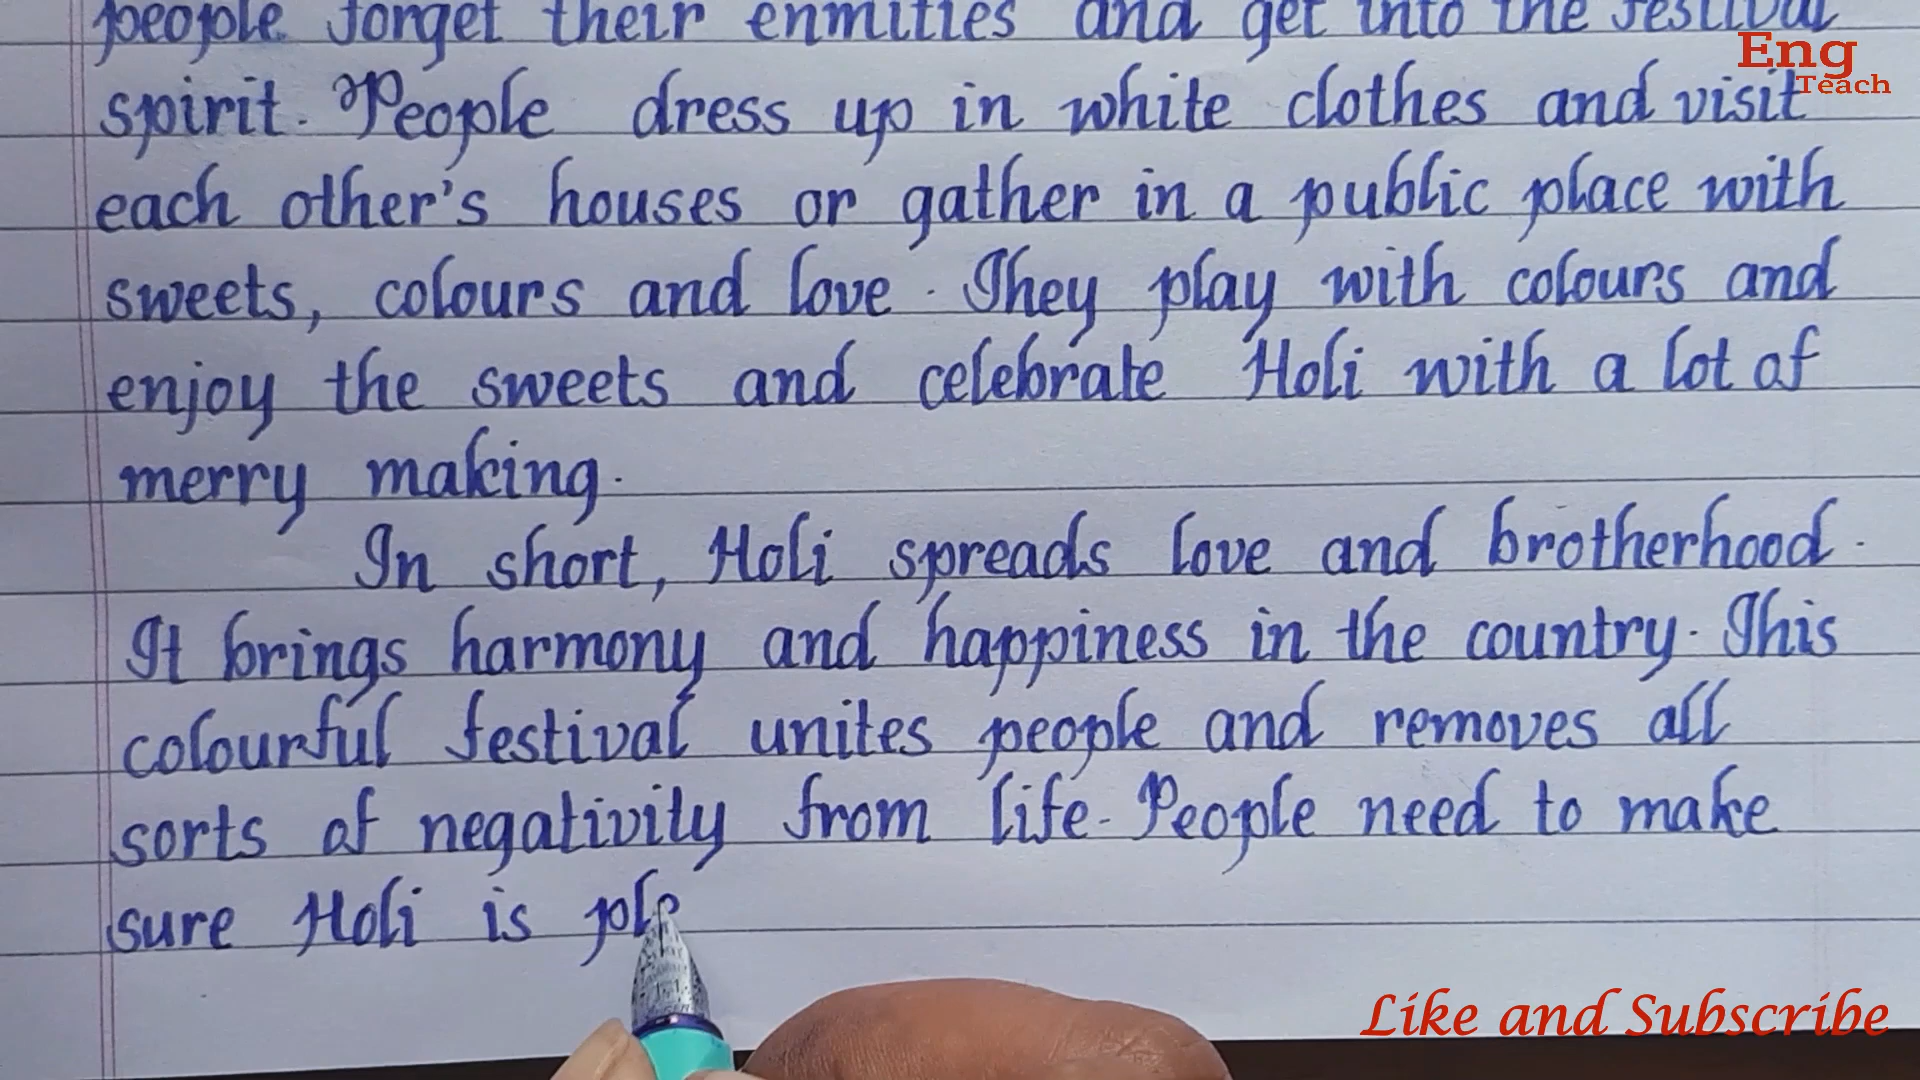 people forget their enmities and get into the festival
Eng
Teach
spirit. People dress up in white clothes and visit
each other's houses or gather in a public place with
sweets, colours and love. They play with colours and
enjoy the sweets and celebrate Holi with a lot of
merry making.
In short, Holi spreads love and brotherhood.
It brings harmony and happiness in the country. This
colourful festival unites people and removes all
sorts of negativity from life. People need to make
sure Holi is pla
Like and Subscribe